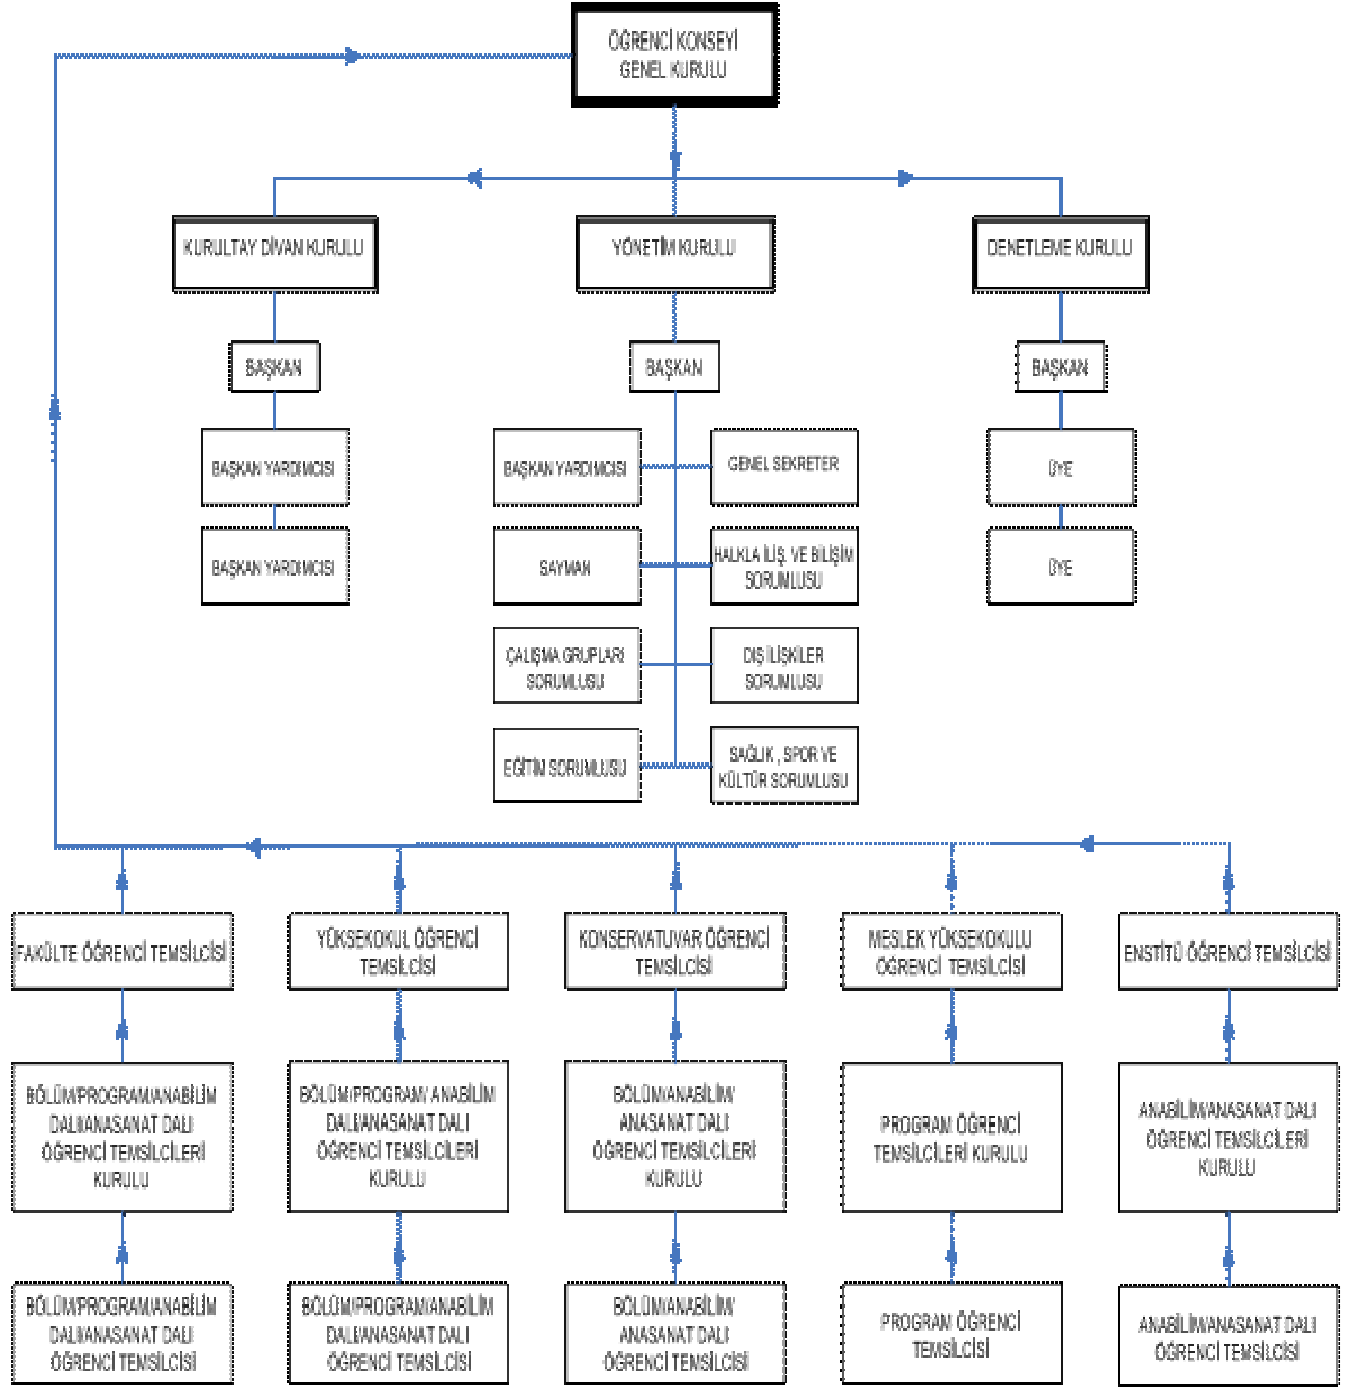 ÖĞRENCİ KONSEYİ
GENEL KURULU
KURULTAY DİVAN KURULU
YÖNETİM KURULU
DENETLEME KURULU
BAŞKAN
BAŞKAN
BAŞKAN
BAŞKAN YARDIMCISI
BAŞKAN YARDIMCISI
GENEL SEKRETER
ÜYE
BAŞKAN YARDIMCISI
SAYMAN
HALKLA İLİŞ. VE BİLİŞİM
SORUMLUSU
ÜYE
ÇALIŞMA GRUPLARI
SORUMLUSU
DIŞ İLİŞKİLER
SORUMLUSU
EĞİTİM SORUMLUSU
SAĞLIK , SPOR VE
KÜLTÜR SORUMLUSU
FAKÜLTE ÖĞRENCİ TEMSİLCİSİ
YÜKSEKOKUL ÖĞRENCİ
TEMSİLCİSİ
KONSERVATUVAR ÖĞRENCİ
TEMSİLCİSİ
MESLEK YÜKSEKOKULU
ÖĞRENCİ TEMSİLCİSİ
ENSTİTÜ ÖĞRENCİ TEMSİLCİSİ
BÖLÜM/PROGRAM/ANABİLİM
DALI/ANASANAT DALI
ÖĞRENCİ TEMSİLCİLERİ
KURULU
BÖLÜM/PROGRAM/ ANABİLİM
DALI/ANASANAT DALI
ÖĞRENCİ TEMSİLCİLERİ
KURULU
BÖLÜM/ANABİLİM/
ANASANAT DALI
ÖĞRENCİ TEMSİLCİLERİ
KURULU
PROGRAM ÖĞRENCİ
TEMSİLCİLERİ KURULU
ANABİLİM/ANASANAT DALI
ÖĞRENCİ TEMSİLCİLERİ
KURULU
BÖLÜM/PROGRAM/ANABİLİM
DALI/ANASANAT DALI
ÖĞRENCİ TEMSİLCİSİ
BÖLÜM/PROGRAM/ANABİLİM
DALI/ANASANAT DALI
ÖĞRENCİ TEMSİLCİSİ
BÖLÜM/ANABİLİM/
ANASANAT DALI
ÖĞRENCİ TEMSİLCİSİ
PROGRAM ÖĞRENCİ
TEMSİLCİSİ
ANABİLİM/ANASANAT DALI
ÖĞRENCİ TEMSİLCİSİ